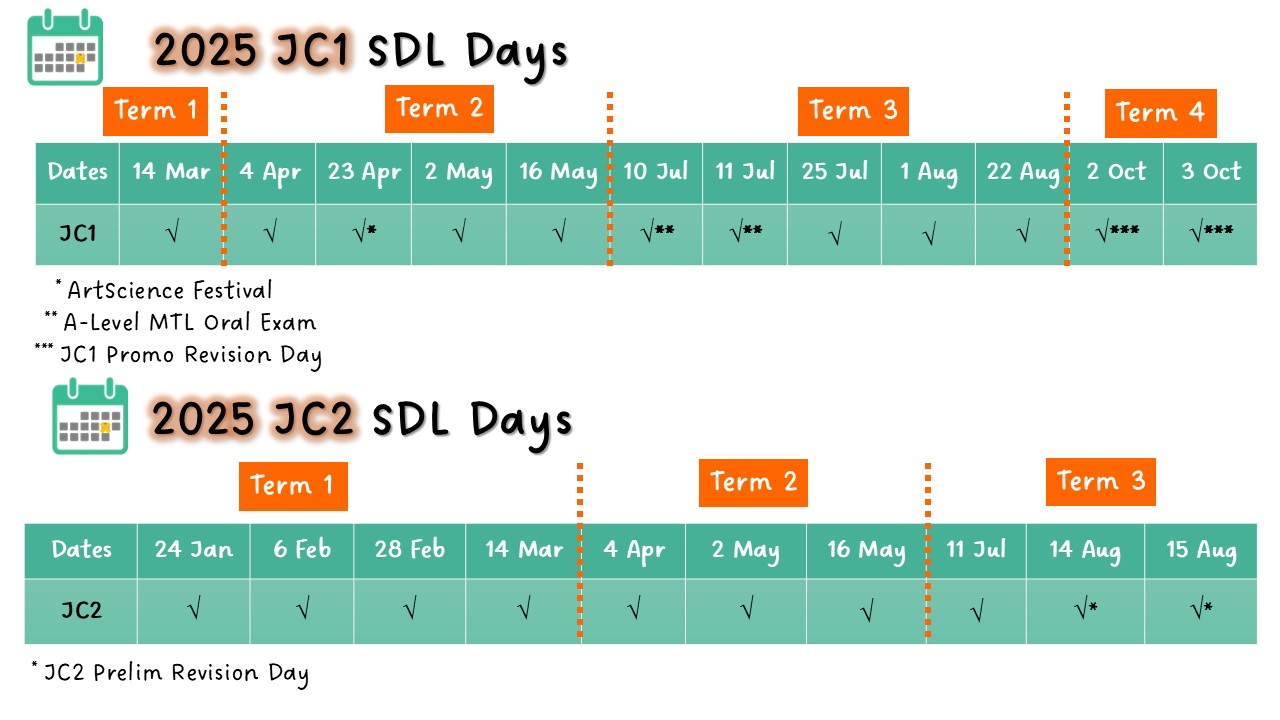 2025 JC1 SDL Days
Term 1 Term 2 Term 3 Term 4
Dates 14 Mar 4 Apr 23 Apr 2 May 16 May 10 Jul 11 Jul 25 Jul 1 Aug 22 Aug 2 Oct 3 Oct
JC1 √ √ √* √ √ √** √** √ √ √ √*** √***
* ArtScience Festival
** A-Level MTL Oral Exam
*** JC1 Promo Revision Day
2025 JC2 SDL Days
Term 1 Term 2 Term 3
Dates 24 Jan 6 Feb 28 Feb 14 Mar 4 Apr 2 May 16 May 11 Jul 14 Aug 15 Aug
JC2 √ √ √ √ √ √ √ √ √* √*
* JC2 Prelim Revision Day